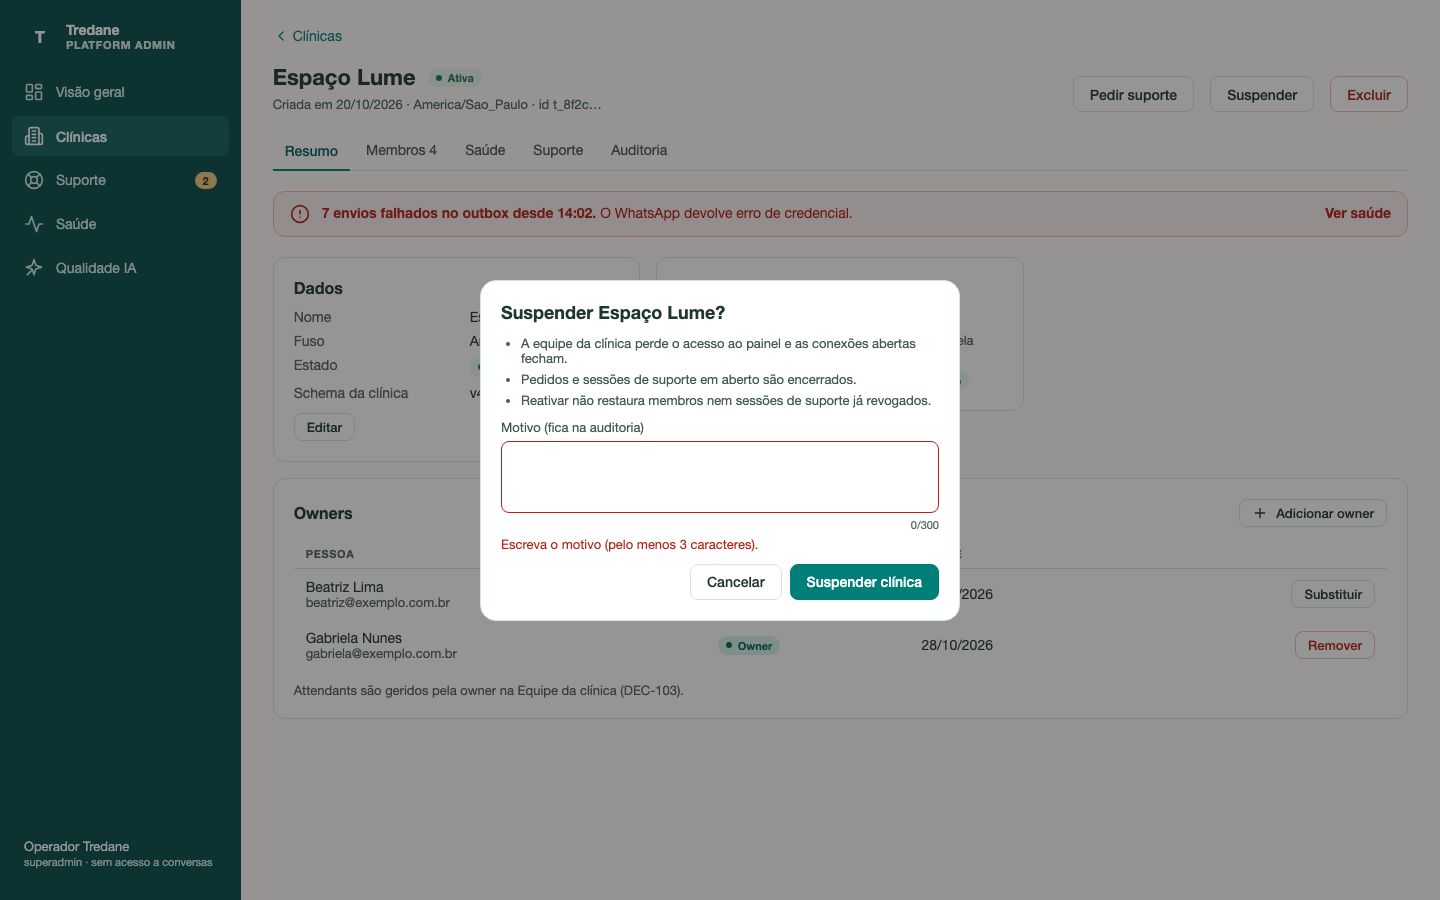 T
Tredane
PLATFORM ADMIN
Visão geral
Clínicas
Suporte 2
Saúde
Qualidade IA
Operador Tredane
superadmin · sem acesso a conversas
Clínicas
Espaço Lume Ativa
Criada em 20/10/2026 · America/Sao_Paulo · id t_8f2c…
Pedir suporte Suspender Excluir
Resumo Membros 4 Saúde Suporte Auditoria
7 envios falhados no outbox desde 14:02. O WhatsApp devolve erro de credencial. Ver saúde
Dados
Nome
Fuso
Estado
Schema da clínica
Editar
Suspender Espaço Lume?
A equipe da clínica perde o acesso ao painel e as conexões abertas
fecham.
Pedidos e sessões de suporte em aberto são encerrados.
Reativar não restaura membros nem sessões de suporte já revogados.
Motivo (fica na auditoria)
0/300
Escreva o motivo (pelo menos 3 caracteres).
Cancelar Suspender clínica
Owners Adicionar owner
PESSOA
Beatriz Lima
beatriz@exemplo.com.br
/2026 Substituir
Gabriela Nunes
gabriela@exemplo.com.br
Owner 28/10/2026 Remover
Attendants são geridos pela owner na Equipe da clínica (DEC-103).